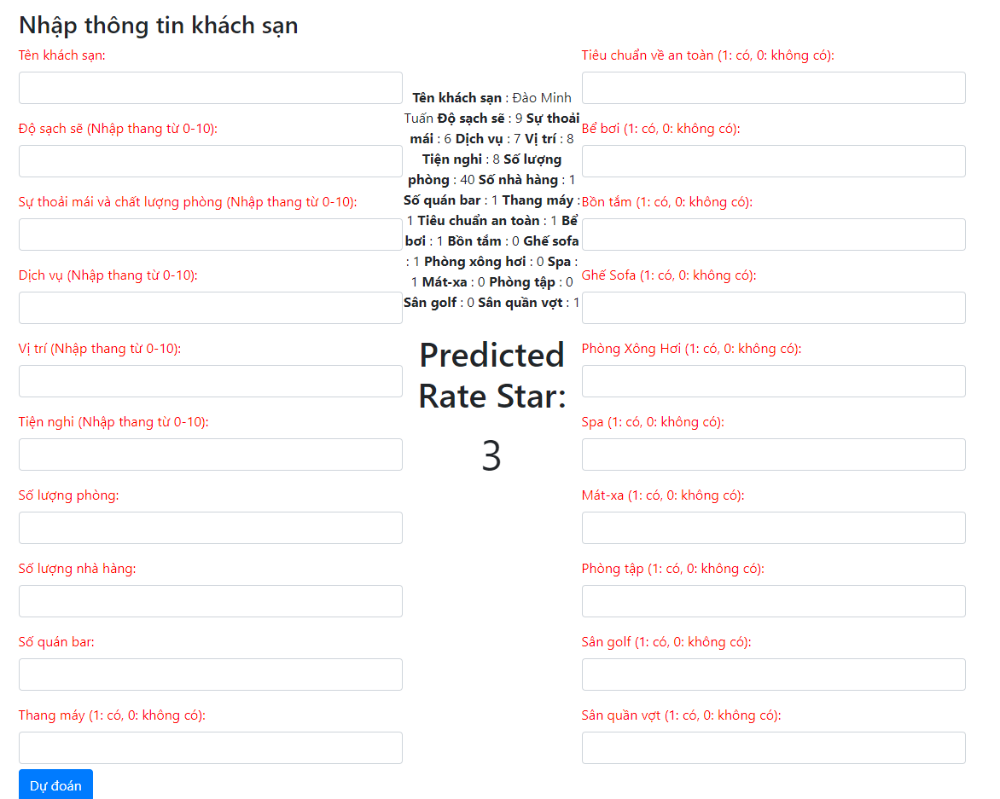 Nhập thông tin khách sạn
Tên khách sạn:
Độ sạch sẽ (Nhập thang từ 0-10):
Sự thoải mái và chất lượng phòng (Nhập thang từ 0-10):
Dịch vụ (Nhập thang từ 0-10):
Vị trí (Nhập thang từ 0-10):
Tiện nghi (Nhập thang từ 0-10):
Số lượng phòng:
Số lượng nhà hàng:
Số quán bar:
Thang máy (1: có, 0: không có):
Dự đoán
Tên khách sạn : Đào Minh
Tuấn Độ sạch sẽ : 9 Sự thoải
mái : 6 Dịch vụ : 7 Vị trí : 8
Tiện nghi : 8 Số lượng
phòng : 40 Số nhà hàng : 1
Số quán bar : 1 Thang máy :
1 Tiêu chuẩn an toàn : 1 Bể
bơi : 1 Bồn tắm : 0 Ghế sofa
: 1 Phòng xông hơi : 0 Spa :
1 Mát-xa : 0 Phòng tập : 0
Sân golf : 0 Sân quần vợt : 1
Predicted
Rate Star:
3
Tiêu chuẩn về an toàn (1: có, 0: không có):
Bể bơi (1: có, 0: không có):
Bồn tắm (1: có, 0: không có):
Ghế Sofa (1: có, 0: không có):
Phòng Xông Hơi (1: có, 0: không có):
Spa (1: có, 0: không có):
Mát-xa (1: có, 0: không có):
Phòng tập (1: có, 0: không có):
Sân golf (1: có, 0: không có):
Sân quần vợt (1: có, 0: không có):